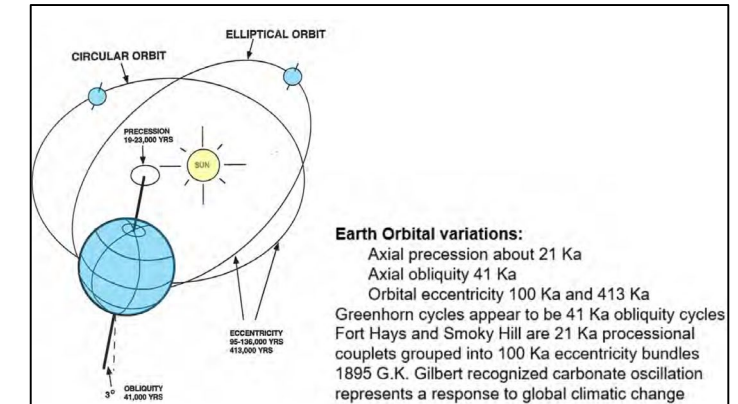 ELLIPTICAL ORBIT
CIRCULAR ORBIT
PRECESSION
19-23,000 YRS
SUN
ECCENTRICITY
95-136,000 YRS
413,000 YRS
3° OBLIQUITY
41,000 YRS
Earth Orbital variations:
Axial precession about 21 Ka
Axial obliquity 41 Ka
Orbital eccentricity 100 Ka and 413 Ka
Greenhorn cycles appear to be 41 Ka obliquity cycles
Fort Hays and Smoky Hill are 21 Ka processional
couplets grouped into 100 Ka eccentricity bundles
1895 G.K. Gilbert recognized carbonate oscillation
represents a response to global climatic change